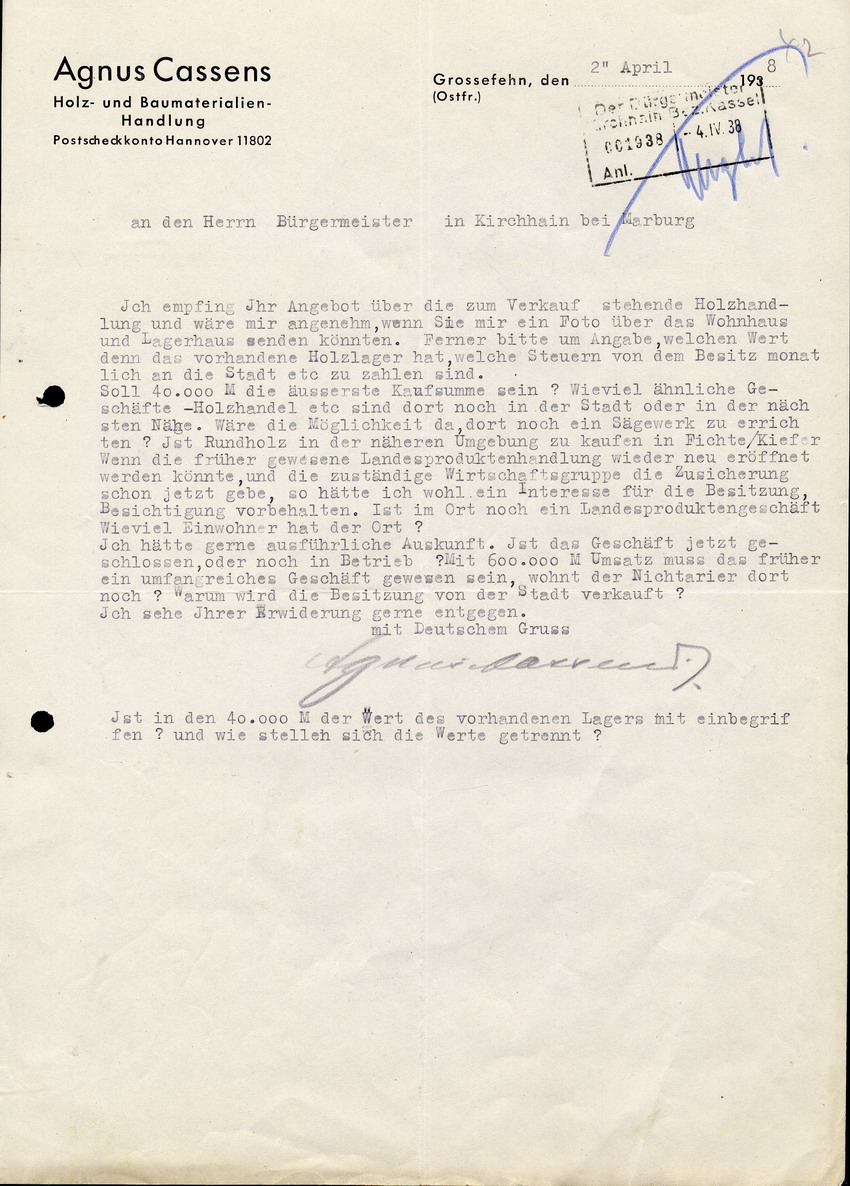 Agnus Cassens
Holz- und Baumaterialien-
Handlung
Postscheckkonto Hannover 11802
Grossefehn, den 2" April 1938
(Ostfr.)
Der Bürgermeister
Kirchhain Bez. Kassel
001938 - 4. IV. 38
Anl.
an den Herrn Bürgermeister in Kirchhain bei Marburg
Jch empfing Jhr Angebot über die zum Verkauf stehende Holzhand-
lung und wäre mir angenehm,wenn Sie mir ein Foto über das Wohnhaus
und Lagerhaus senden könnten. Ferner bitte um Angabe,welchen Wert
denn das vorhandene Holzlager hat,welche Steuern von dem Besitz monat
lich an die Stadt etc zu zahlen sind.
Soll 40.000 M die äusserste Kaufsumme sein ? Wieviel ähnliche Ge-
schäfte -Holzhandel etc sind dort noch in der Stadt oder in der näch
sten Nähe. Wäre die Möglichkeit da,dort noch ein Sägewerk zu errich
ten ? Jst Rundholz in der näheren Umgebung zu kaufen in Fichte/Kiefer
Wenn die früher gewesene Landesproduktenhandlung wieder neu eröffnet
werden könnte,und die zuständige Wirtschaftsgruppe die Zusicherung
schon jetzt gebe, so hätte ich wohl.ein Interesse für die Besitzung,
Besichtigung vorbehalten. Ist im Ort noch ein Landesproduktengeschäft
Wieviel Einwohner hat der Ort ?
Jch hätte gerne ausführliche Auskunft. Jst das Geschäft jetzt ge-
schlossen,oder noch in Betrieb ?Mit 600.000 M Umsatz muss das früher
ein umfangreiches Geschäft gewesen sein, wohnt der Nichtarier dort
noch ? Warum wird die Besitzung von der Stadt verkauft ?
Jch sehe Jhrer Erwiderung gerne entgegen.
mit Deutschem Gruss
Agnus Cassens
Jst in den 40.000 M der Wert des vorhandenen Lagers mit einbegrif
fen ? und wie stelleh sich die Werte getrennt ?